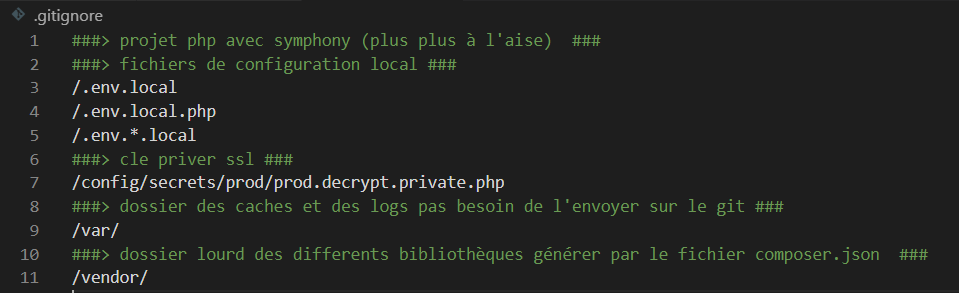 .gitignore
1 ###> projet php avec symphony (plus plus à l'aise)  ###
2 ###> fichiers de configuration local ###
3 /.env.local
4 /.env.local.php
5 /.env.*.local
6 ###> cle priver ssl ###
7 /config/secrets/prod/prod.decrypt.private.php
8 ###> dossier des caches et des logs pas besoin de l'envoyer sur le git ###
9 /var/
10 ###> dossier lourd des differents bibliothèques générer par le fichier composer.json  ###
11 /vendor/